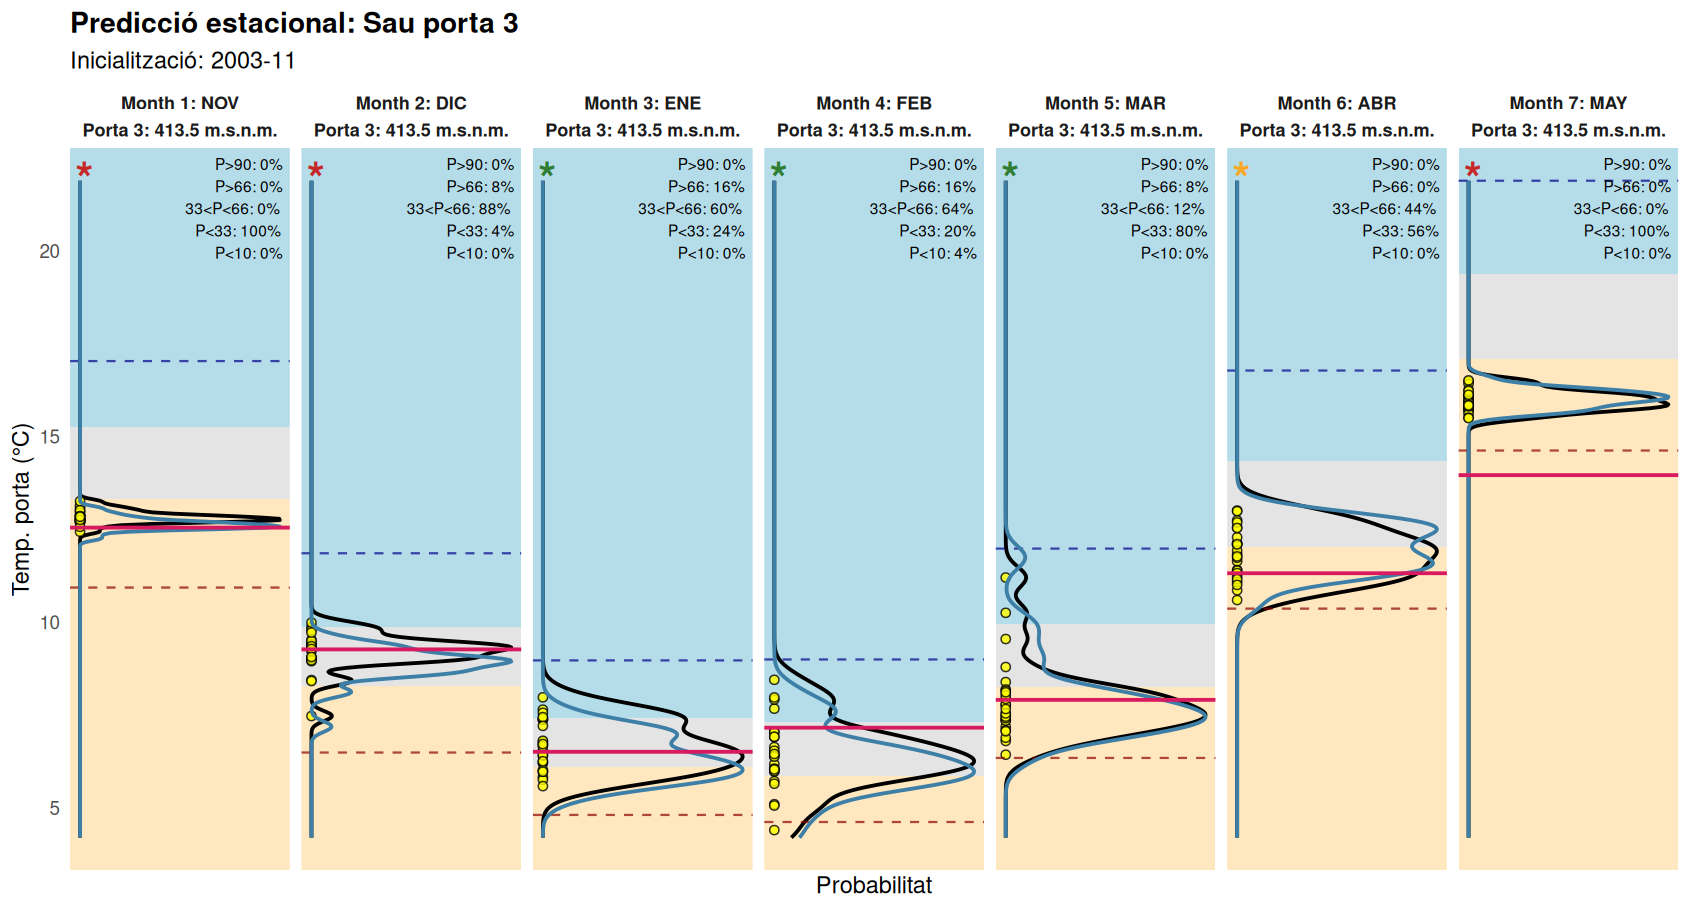 Predicció estacional: Sau porta 3
Inicialització: 2003-11
Month 1: NOV
Porta 3: 413.5 m.s.n.m.
Month 2: DIC
Porta 3: 413.5 m.s.n.m.
Month 3: ENE
Porta 3: 413.5 m.s.n.m.
Month 4: FEB
Porta 3: 413.5 m.s.n.m.
Month 5: MAR
Porta 3: 413.5 m.s.n.m.
Month 6: ABR
Porta 3: 413.5 m.s.n.m.
Month 7: MAY
Porta 3: 413.5 m.s.n.m.
*
P>90: 0%
P>66: 0%
33<P<66: 0%
P<33: 100%
P<10: 0%
*
P>90: 0%
P>66: 8%
33<P<66: 88%
P<33: 4%
P<10: 0%
*
P>90: 0%
P>66: 16%
33<P<66: 60%
P<33: 24%
P<10: 0%
*
P>90: 0%
P>66: 16%
33<P<66: 64%
P<33: 20%
P<10: 4%
*
P>90: 0%
P>66: 8%
33<P<66: 12%
P<33: 80%
P<10: 0%
*
P>90: 0%
P>66: 0%
33<P<66: 44%
P<33: 56%
P<10: 0%
*
P>90: 0%
P>66: 0%
33<P<66: 0%
P<33: 100%
P<10: 0%
Temp. porta (°C)
20
15
10
5
Probabilitat